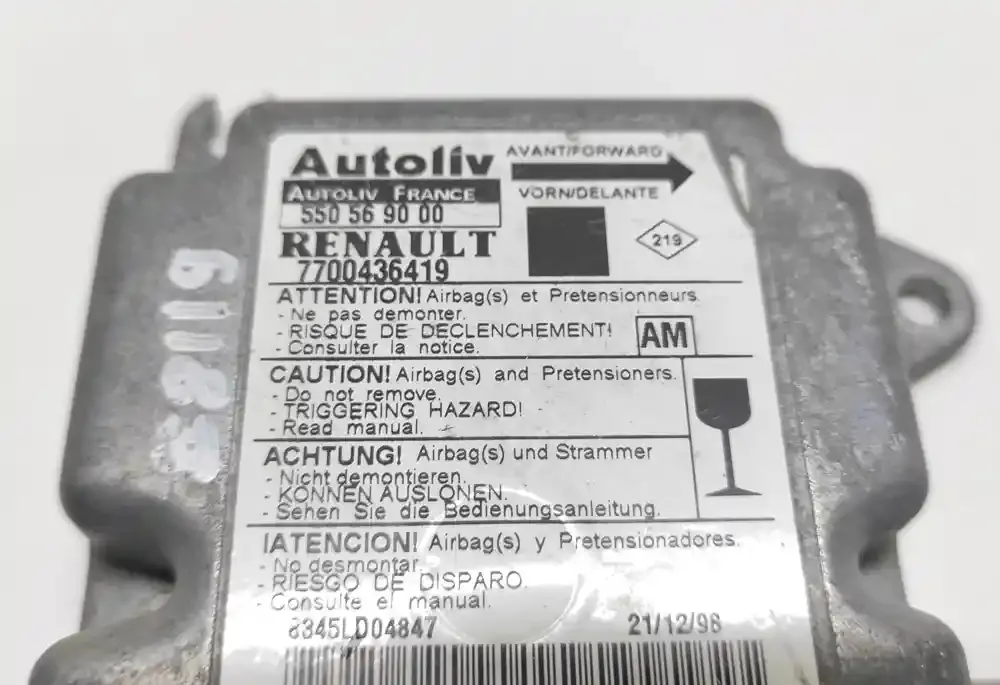 Autoliv
AUTOLIV FRANCE
550 56 90 00
RENAULT
7700436419
AVANT/FORWARD
VORN/DELANTE
219
ATTENTION! Airbag(s) et Pretensionneurs.
- Ne pas demonter.
- RISQUE DE DECLENCHEMENT!
- Consulter la notice.
AM
CAUTION! Airbag(s) and Pretensioners.
- Do not remove.
- TRIGGERING HAZARD!
- Read manual.
ACHTUNG! Airbag(s) und Strammer
- Nicht demontieren.
- KONNEN AUSLONEN.
- Sehen Sie die Bedienungsanleitung.
IATENCION! Airbag(s) y Pretensionadores.
- No desmontar.
- RIESGO DE DISPARO.
- Consulte el manual.
8345LD04847
21/12/98